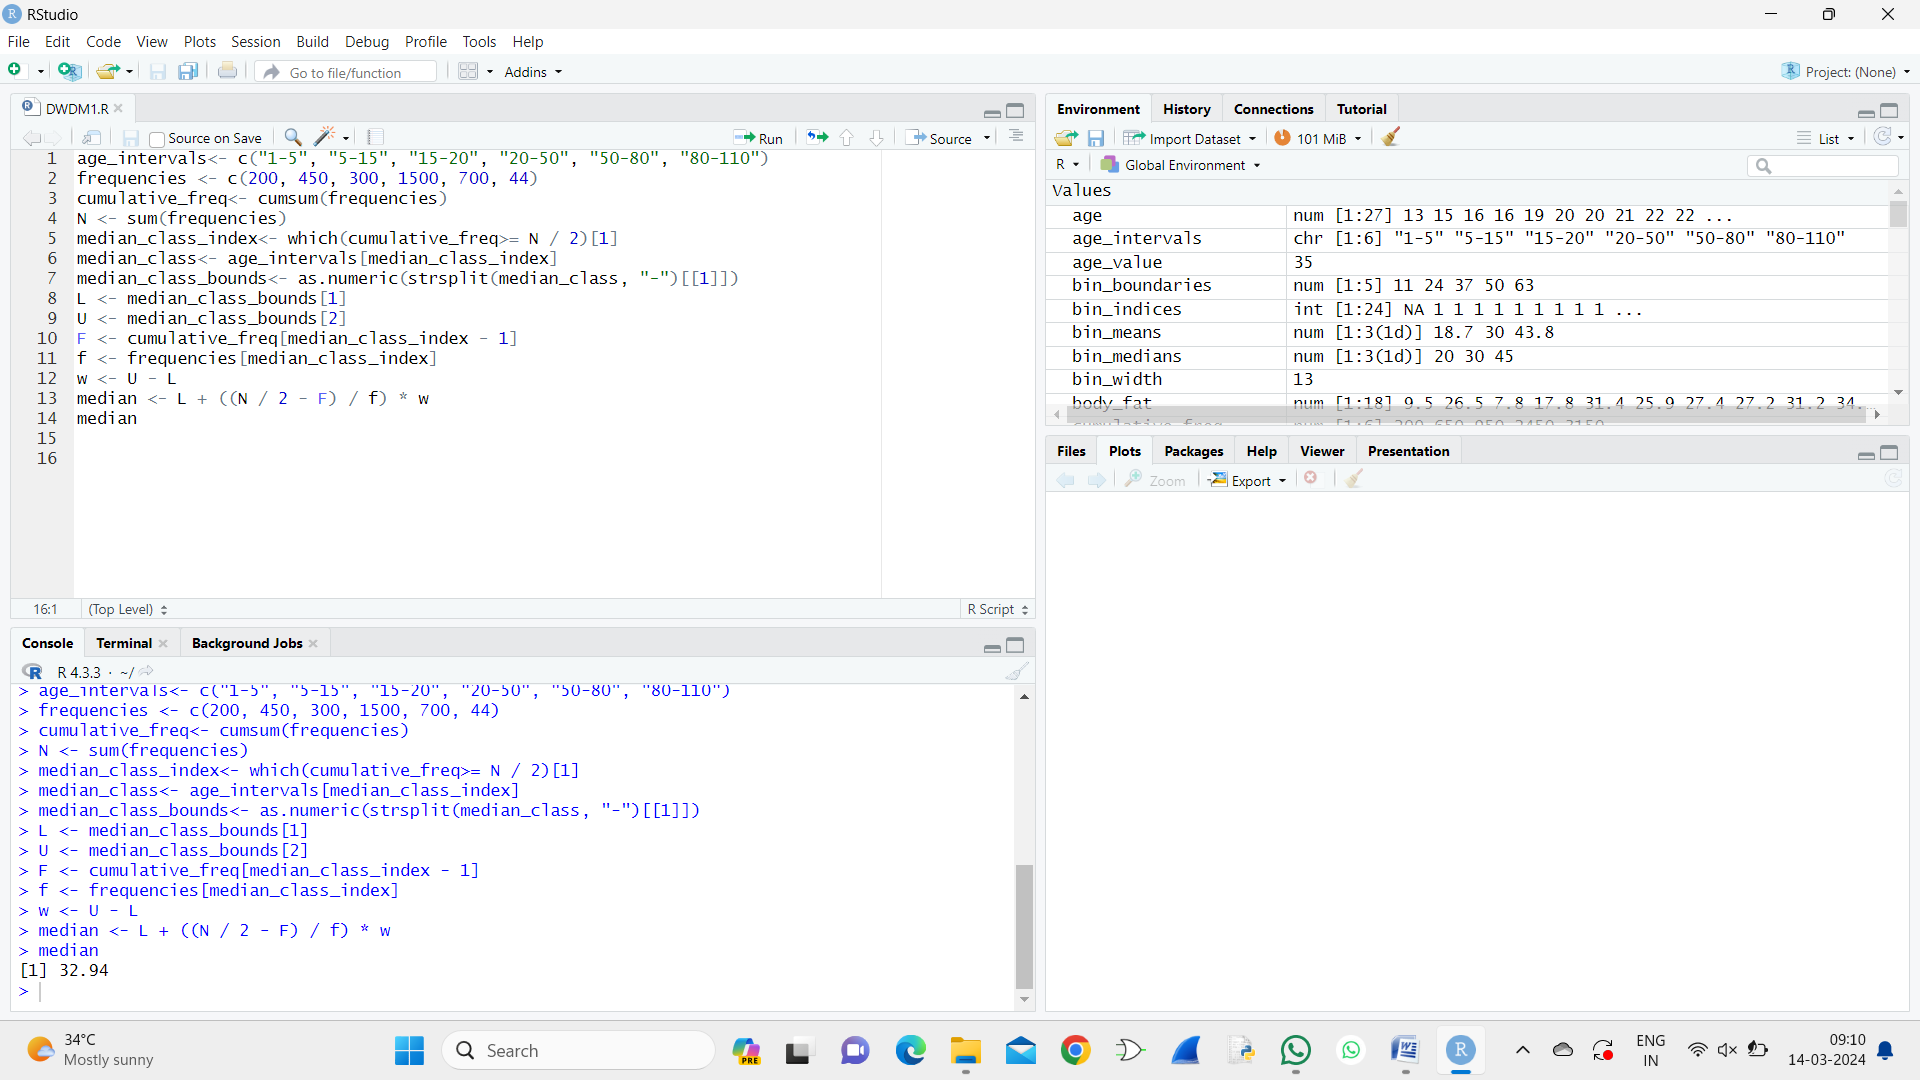 RStudio
File Edit Code View Plots Session Build Debug Profile Tools Help
Go to file/function Addins Project: (None)
DWDM1.R
Source on Save Run Source
1 age_intervals<- c("1-5", "5-15", "15-20", "20-50", "50-80", "80-110")
2 frequencies <- c(200, 450, 300, 1500, 700, 44)
3 cumulative_freq<- cumsum(frequencies)
4 N <- sum(frequencies)
5 median_class_index<- which(cumulative_freq>= N / 2)[1]
6 median_class<- age_intervals[median_class_index]
7 median_class_bounds<- as.numeric(strsplit(median_class, "-")[[1]])
8 L <- median_class_bounds[1]
9 U <- median_class_bounds[2]
10 F <- cumulative_freq[median_class_index - 1]
11 f <- frequencies[median_class_index]
12 w <- U - L
13 median <- L + ((N / 2 - F) / f) * w
14 median
15
16
16:1 (Top Level) R Script
Console Terminal Background Jobs
R 4.3.3 · ~/
> age_intervals<- c("1-5", "5-15", "15-20", "20-50", "50-80", "80-110")
> frequencies <- c(200, 450, 300, 1500, 700, 44)
> cumulative_freq<- cumsum(frequencies)
> N <- sum(frequencies)
> median_class_index<- which(cumulative_freq>= N / 2)[1]
> median_class<- age_intervals[median_class_index]
> median_class_bounds<- as.numeric(strsplit(median_class, "-")[[1]])
> L <- median_class_bounds[1]
> U <- median_class_bounds[2]
> F <- cumulative_freq[median_class_index - 1]
> f <- frequencies[median_class_index]
> w <- U - L
> median <- L + ((N / 2 - F) / f) * w
> median
[1] 32.94
>
Environment History Connections Tutorial
Import Dataset 101 MiB List
R Global Environment
Values
age num [1:27] 13 15 16 16 19 20 20 21 22 22 ...
age_intervals chr [1:6] "1-5" "5-15" "15-20" "20-50" "50-80" "80-110"
age_value 35
bin_boundaries num [1:5] 11 24 37 50 63
bin_indices int [1:24] NA 1 1 1 1 1 1 1 1 1 ...
bin_means num [1:3(1d)] 18.7 30 43.8
bin_medians num [1:3(1d)] 20 30 45
bin_width 13
body_fat num [1:18] 9.5 26.5 7.8 17.8 31.4 25.9 27.4 27.2 31.2 34.
cumulative_freq num [1:6] 200 650 950 2450 3150
Files Plots Packages Help Viewer Presentation
Zoom Export
34°C
Mostly sunny
Search
PRE
ENG
IN
09:10
14-03-2024